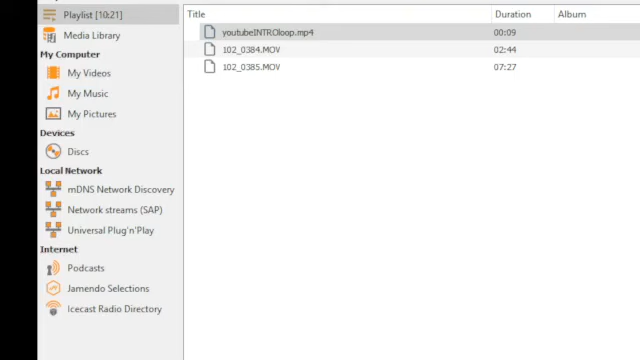 Playlist [10:21]
Media Library
My Computer
My Videos
My Music
My Pictures
Devices
Discs
Local Network
mDNS Network Discovery
Network streams (SAP)
Universal Plug'n'Play
Internet
Podcasts
Jamendo Selections
Icecast Radio Directory
Title Duration Album
youtubeINTROloop.mp4 00:09
102_0384.MOV 02:44
102_0385.MOV 07:27